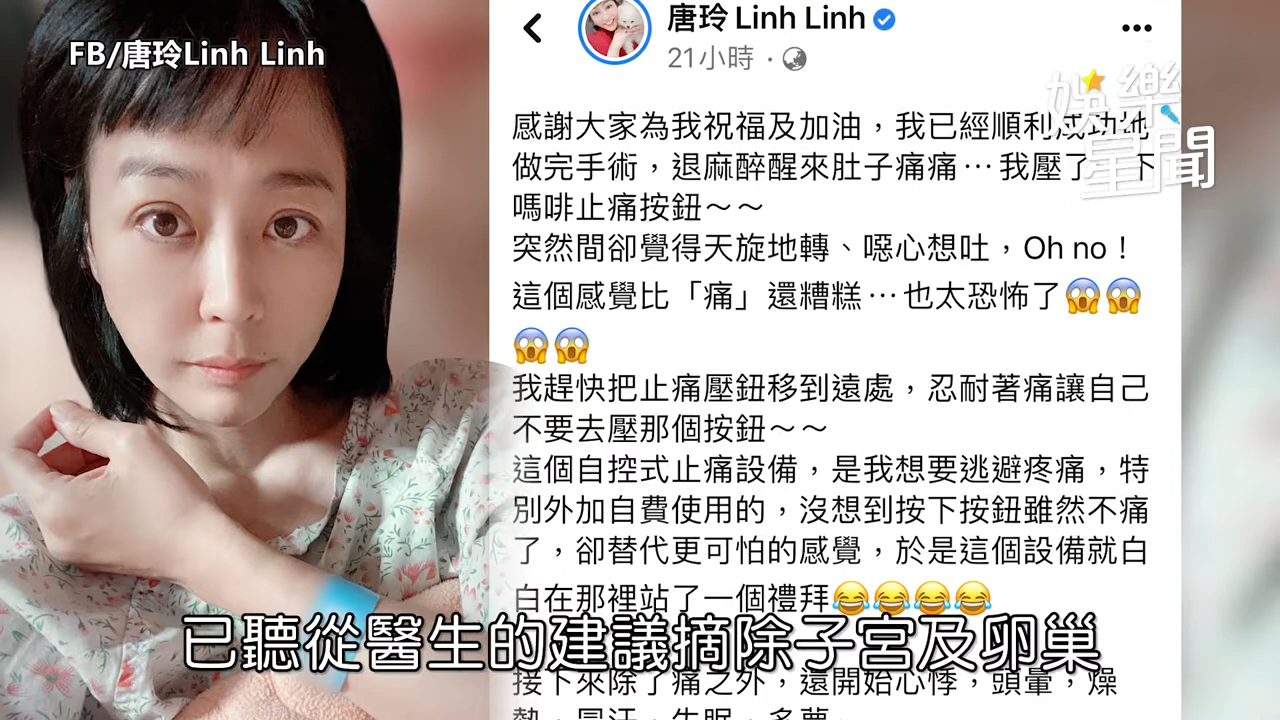 FB/唐玲Linh Linh
唐玲 Linh Linh
21小時
娛樂
星聞
感謝大家為我祝福及加油，我已經順利成功地
做完手術，退麻醉醒來肚子痛痛…我壓了一下
嗎啡止痛按鈕～～
突然間卻覺得天旋地轉、噁心想吐，Oh no！
這個感覺比「痛」還糟糕…也太恐怖了😱😱
😱😱
我趕快把止痛壓鈕移到遠處，忍耐著痛讓自己
不要去壓那個按鈕～～
這個自控式止痛設備，是我想要逃避疼痛，特
別外加自費使用的，沒想到按下按鈕雖然不痛
了，卻替代更可怕的感覺，於是這個設備就白
白在那裡站了一個禮拜😂😂😂😂
已聽從醫生的建議摘除子宮及卵巢
接下來除了痛之外，還開始心悸，頭暈，燥
熱，冒汗，失眠，多夢。